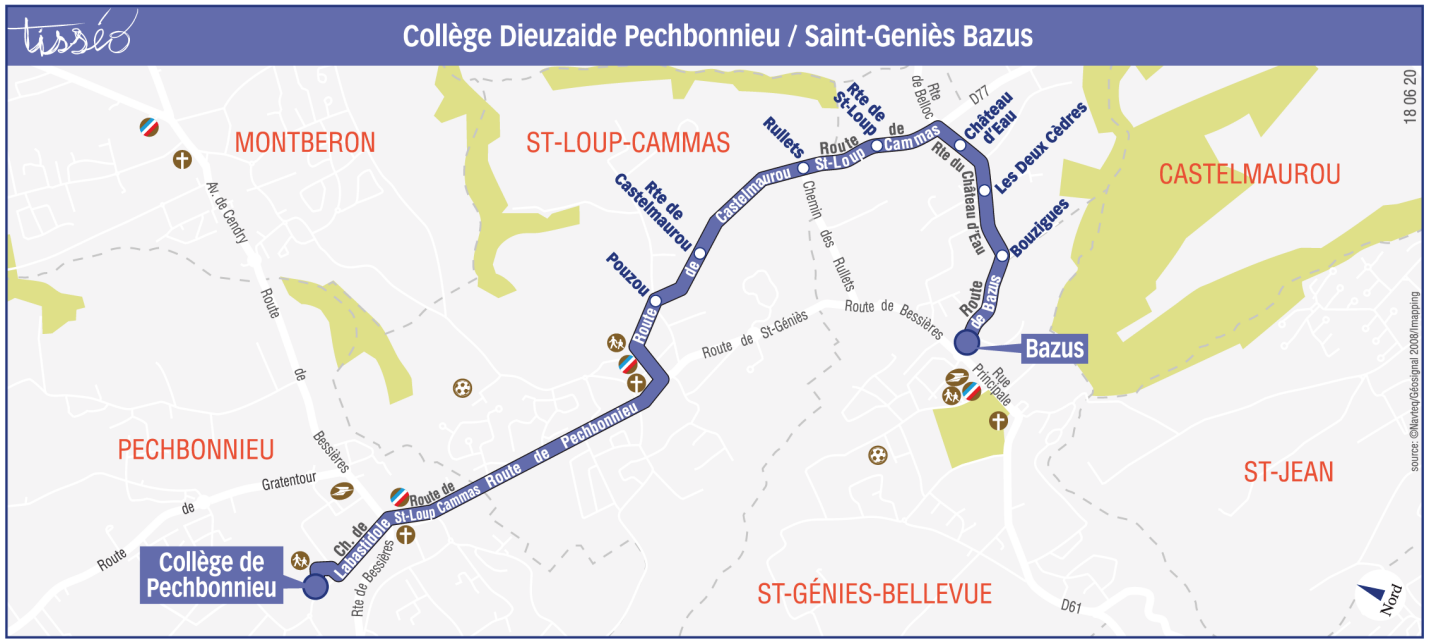 tisséo
Collège Dieuzaide Pechbonnieu / Saint-Geniès Bazus
18 06 20
MONTBERON
ST-LOUP-CAMMAS
CASTELMAUROU
PECHBONNIEU
ST-JEAN
ST-GÉNIES-BELLEVUE
Rte
de Belloc
D77
Rte de
St-Loup
Château
d'Eau
Rullets
Les Deux Cèdres
Rte de
Castelmaurou
Bouzigues
Pouzou
Bazus
Collège de
Pechbonnieu
Route de
St-Loup Cammas
Rte du Château d'Eau
Route
de Bazus
Route de Castelmaurou
Chemin des Rullets
Route de Bessières
Route de St-Géniès
Rue
Principale
Av. de Cendry
Route de Bessières
Route de Gratentour
Route de Pechbonnieu
Route de
St-Loup Cammas
Ch. de
Labastidole
Rte de Bessières
D61
Nord
source: ©Navteq/Géosignal 2008/Imapping